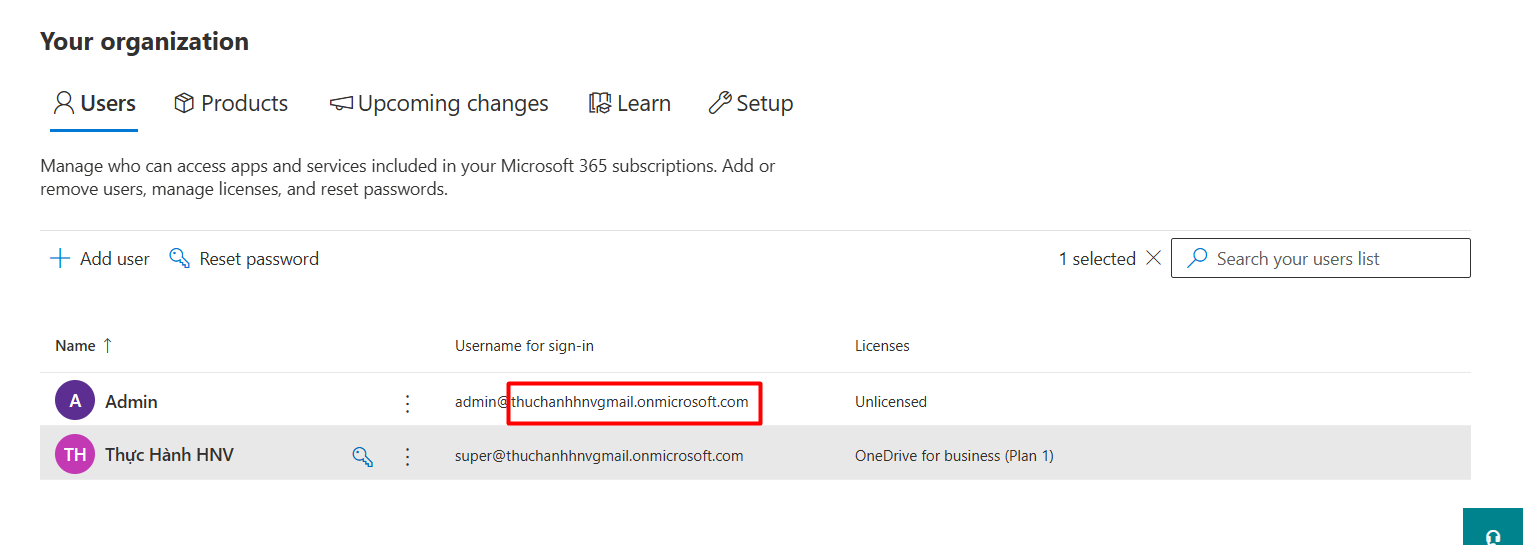 Your organization
Users Products Upcoming changes Learn Setup
Manage who can access apps and services included in your Microsoft 365 subscriptions. Add or
remove users, manage licenses, and reset passwords.
Add user Reset password 1 selected Search your users list
Name ↑ Username for sign-in Licenses
A Admin admin@thuchanhhnvgmail.onmicrosoft.com Unlicensed
TH Thực Hành HNV super@thuchanhhnvgmail.onmicrosoft.com OneDrive for business (Plan 1)